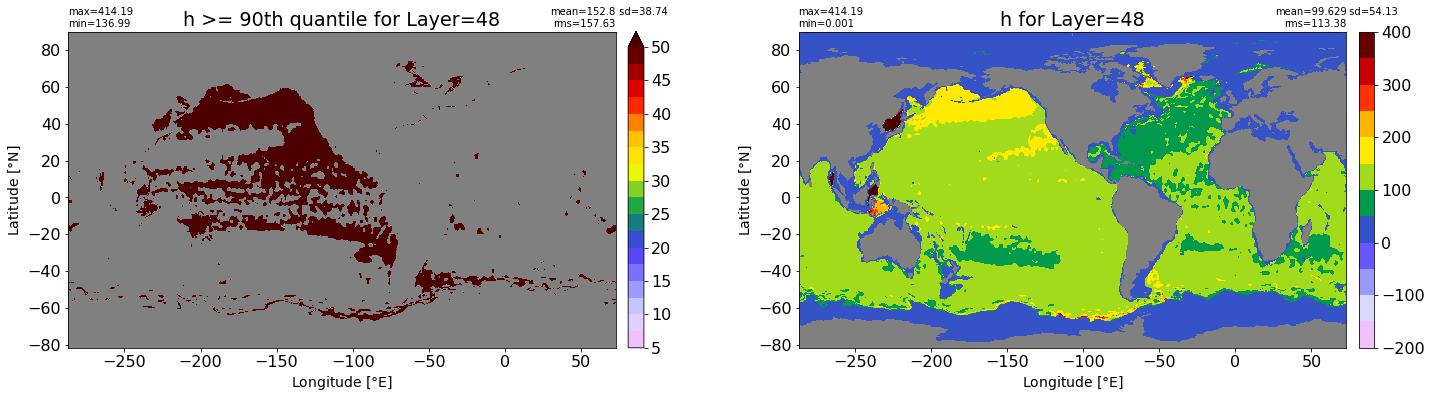 max=414.19
min=136.99
h >= 90th quantile for Layer=48
mean=152.8 sd=38.74
rms=157.63
80
60
40
20
0
−20
−40
−60
−80
Latitude [°N]
−250 −200 −150 −100 −50 0 50
Longitude [°E]
50
45
40
35
30
25
20
15
10
5
max=414.19
min=0.001
h for Layer=48
mean=99.629 sd=54.13
rms=113.38
80
60
40
20
0
−20
−40
−60
−80
Latitude [°N]
−250 −200 −150 −100 −50 0 50
Longitude [°E]
400
300
200
100
0
−100
−200